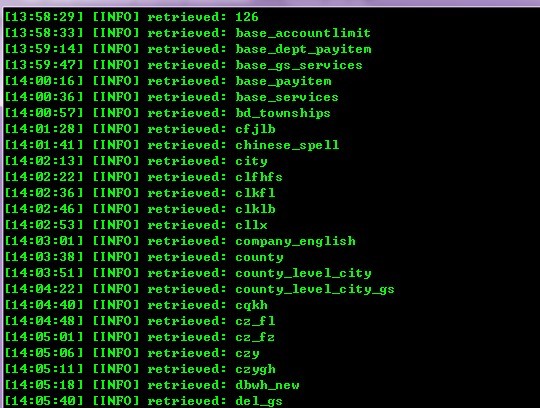 [13:58:29] [INFO] retrieved: 126
[13:58:33] [INFO] retrieved: base_accountlimit
[13:59:14] [INFO] retrieved: base_dept_payitem
[13:59:47] [INFO] retrieved: base_gs_services
[14:00:16] [INFO] retrieved: base_payitem
[14:00:36] [INFO] retrieved: base_services
[14:00:57] [INFO] retrieved: bd_townships
[14:01:28] [INFO] retrieved: cfjlb
[14:01:41] [INFO] retrieved: chinese_spell
[14:02:13] [INFO] retrieved: city
[14:02:22] [INFO] retrieved: clfhfs
[14:02:36] [INFO] retrieved: clkfl
[14:02:46] [INFO] retrieved: clklb
[14:02:53] [INFO] retrieved: cllx
[14:03:01] [INFO] retrieved: company_english
[14:03:38] [INFO] retrieved: county
[14:03:51] [INFO] retrieved: county_level_city
[14:04:22] [INFO] retrieved: county_level_city_gs
[14:04:40] [INFO] retrieved: cqkh
[14:04:48] [INFO] retrieved: cz_fl
[14:05:01] [INFO] retrieved: cz_fz
[14:05:06] [INFO] retrieved: czy
[14:05:11] [INFO] retrieved: czygh
[14:05:18] [INFO] retrieved: dbwh_new
[14:05:40] [INFO] retrieved: del_gs